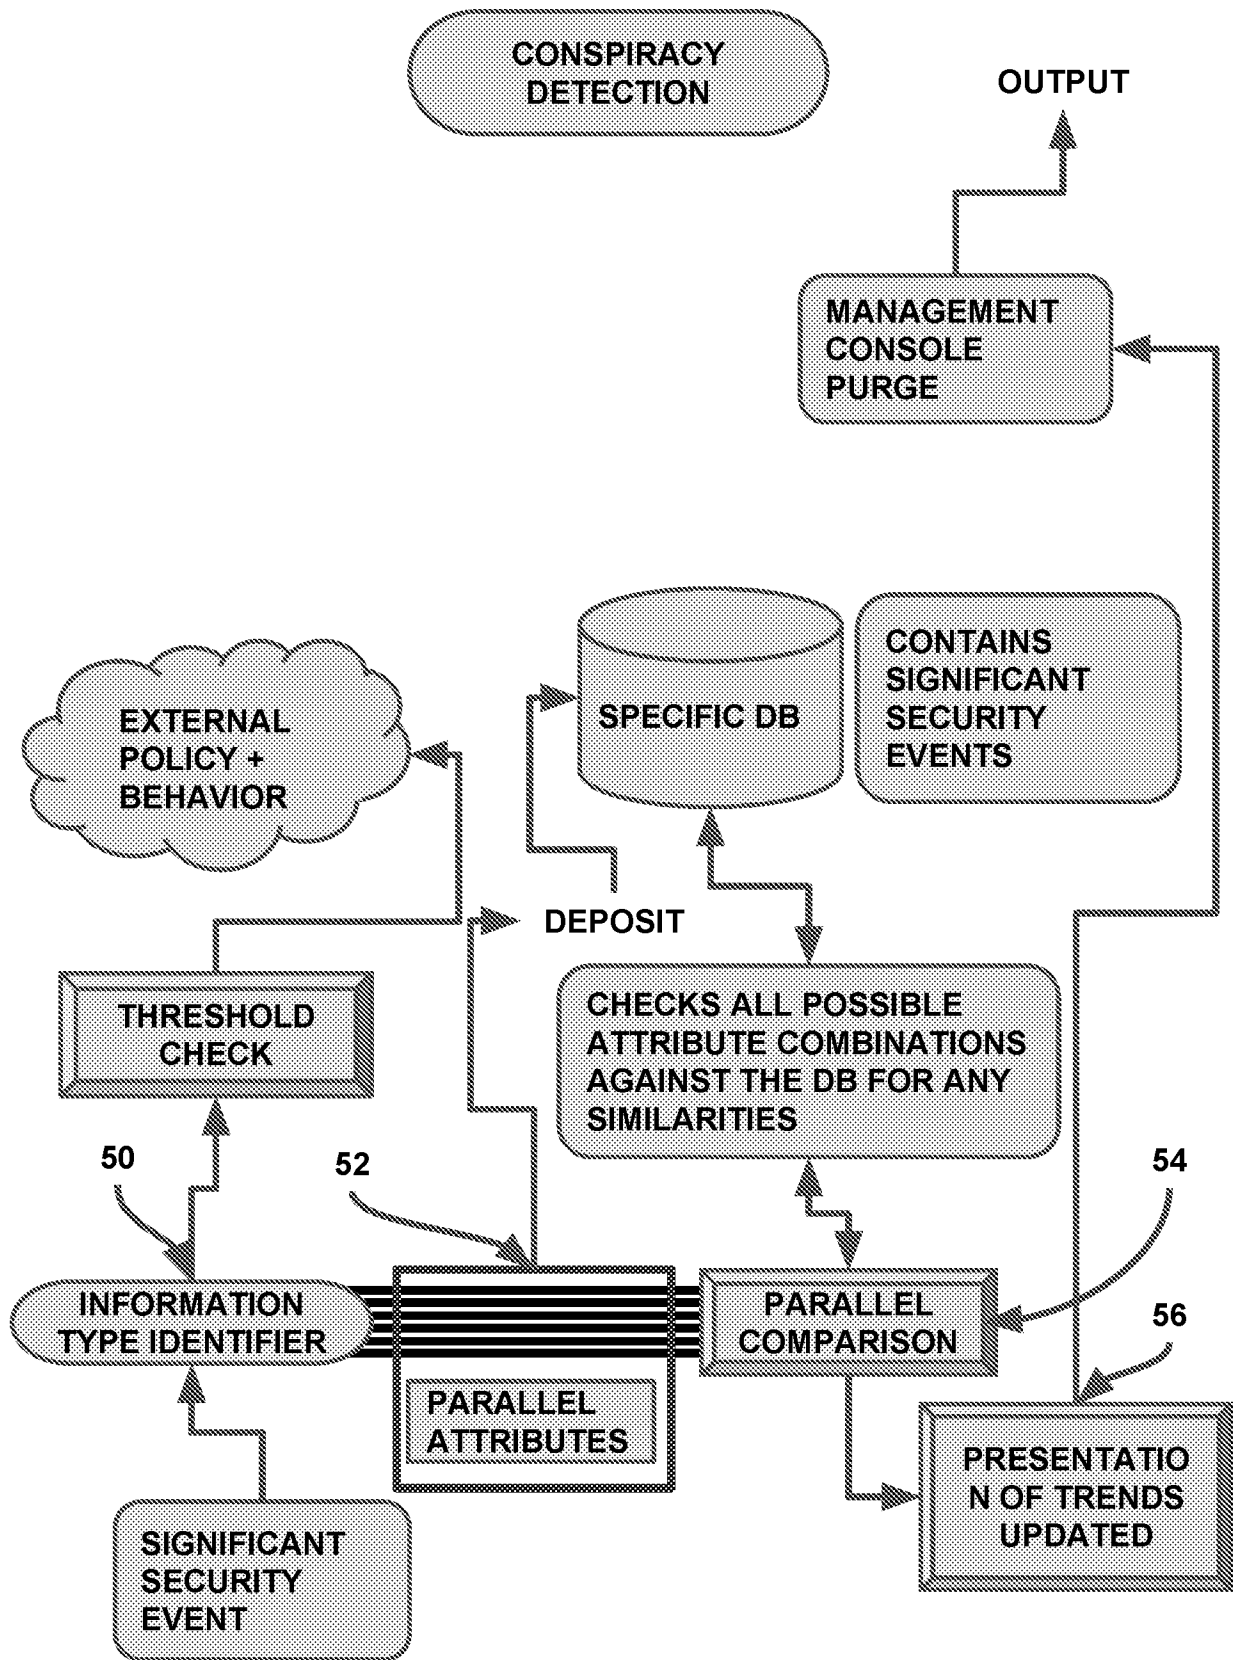 CONSPIRACY
DETECTION
OUTPUT
MANAGEMENT
CONSOLE
PURGE
EXTERNAL
POLICY +
BEHAVIOR
SPECIFIC DB
CONTAINS
SIGNIFICANT
SECURITY
EVENTS
DEPOSIT
THRESHOLD
CHECK
CHECKS ALL POSSIBLE
ATTRIBUTE COMBINATIONS
AGAINST THE DB FOR ANY
SIMILARITIES
50
52
54
INFORMATION
TYPE IDENTIFIER
PARALLEL
COMPARISON
56
PARALLEL
ATTRIBUTES
PRESENTATIO
N OF TRENDS
UPDATED
SIGNIFICANT
SECURITY
EVENT